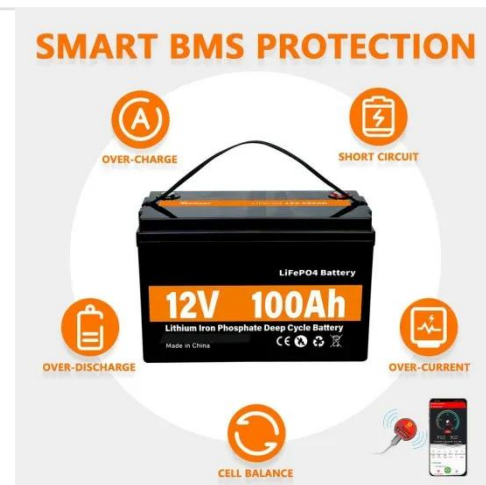 SMART BMS PROTECTION
OVER-CHARGE
SHORT CIRCUIT
LiFePO4 Battery
12V 100Ah
Lithium Iron Phosphate Deep Cycle Battery
Made in China
CE
OVER-DISCHARGE
OVER-CURRENT
CELL BALANCE